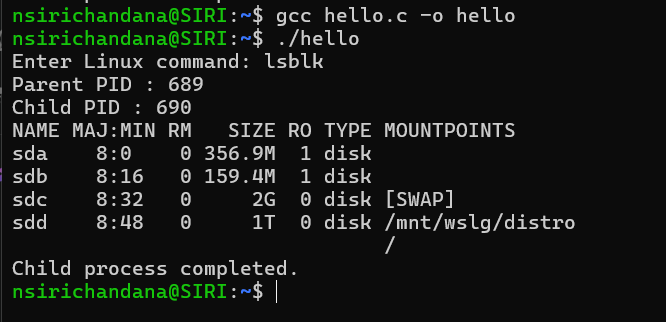 nsirichandana@SIRI:~$ gcc hello.c -o hello
nsirichandana@SIRI:~$ ./hello
Enter Linux command: lsblk
Parent PID : 689
Child PID : 690
NAME MAJ:MIN RM   SIZE RO TYPE MOUNTPOINTS
sda    8:0    0 356.9M  1 disk
sdb    8:16   0 159.4M  1 disk
sdc    8:32   0     2G  0 disk [SWAP]
sdd    8:48   0     1T  0 disk /mnt/wslg/distro
                               /
Child process completed.
nsirichandana@SIRI:~$